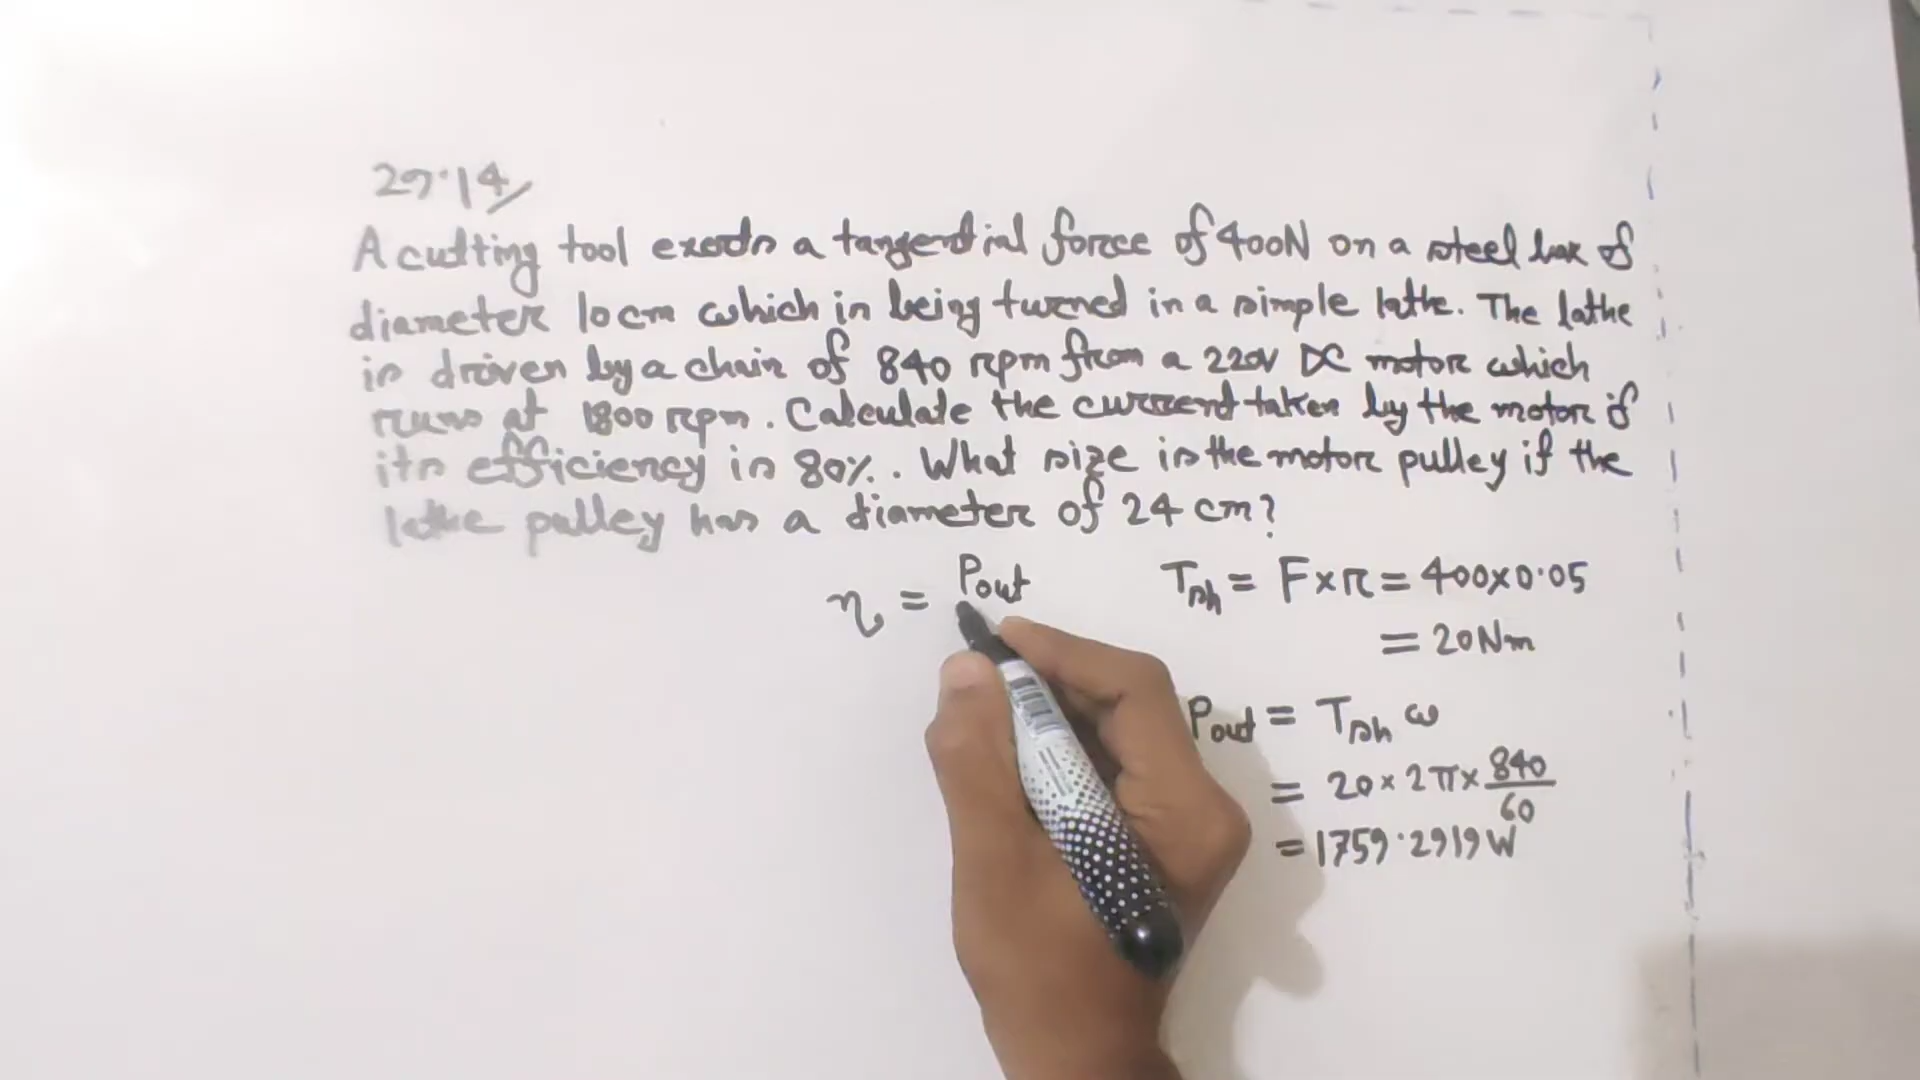 29.14
A cutting tool exerts a tangential force of 400N on a steel bar of
diameter 10cm which is being turned in a simple lathe. The lathe
is driven by a chain of 840 rpm from a 220V DC motor which
runs at 1800 rpm. Calculate the current taken by the motor if
its efficiency is 80%. What size is the motor pulley if the
lathe pulley has a diameter of 24 cm?
η = Pout
Tsh = F×r = 400×0.05
= 20Nm
Pout = Tsh ω
= 20 × 2π × 840/60
= 1759.2919W